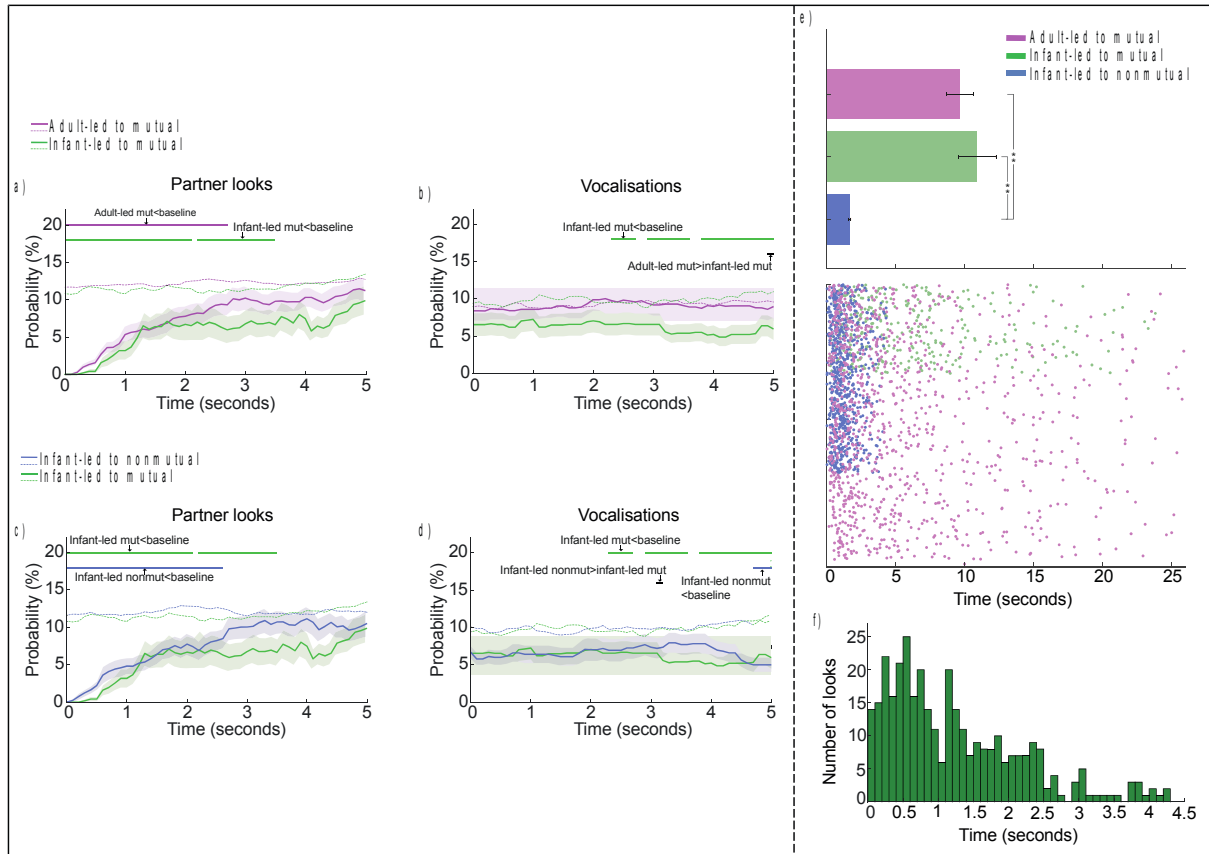 Adult-led to mutual
Infant-led to mutual
a)
Partner looks
Probability (%)
20
15
10
5
0
Adult-led mut<baseline
Infant-led mut<baseline
0 1 2 3 4 5
Time (seconds)
b)
Vocalisations
Probability (%)
20
15
10
5
0
Infant-led mut<baseline
Adult-led mut>infant-led mut
0 1 2 3 4 5
Time (seconds)
Infant-led to nonmutual
Infant-led to mutual
c)
Partner looks
Probability (%)
20
15
10
5
0
Infant-led mut<baseline
Infant-led nonmut<baseline
0 1 2 3 4 5
Time (seconds)
d)
Vocalisations
Probability (%)
20
15
10
5
0
Infant-led mut<baseline
Infant-led nonmut>infant-led mut
Infant-led nonmut
<baseline
0 1 2 3 4 5
Time (seconds)
e)
Adult-led to mutual
Infant-led to mutual
Infant-led to nonmutual
**
**
0 5 10 15 20 25
Time (seconds)
f)
Number of looks
25
20
15
10
5
0
0 0.5 1 1.5 2 2.5 3 3.5 4 4.5
Time (seconds)